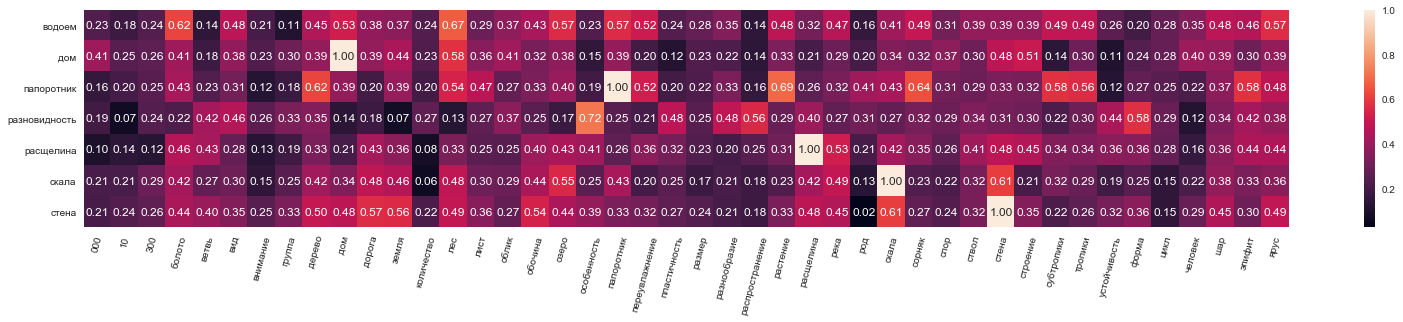 водоем 0.23 0.18 0.24 0.62 0.14 0.48 0.21 0.11 0.45 0.53 0.38 0.37 0.24 0.67 0.29 0.37 0.43 0.57 0.23 0.57 0.52 0.24 0.28 0.35 0.14 0.48 0.32 0.47 0.16 0.41 0.49 0.31 0.39 0.39 0.39 0.49 0.49 0.26 0.20 0.28 0.35 0.48 0.46 0.57
дом 0.41 0.25 0.26 0.41 0.18 0.38 0.23 0.30 0.39 1.00 0.39 0.44 0.23 0.58 0.36 0.41 0.32 0.38 0.15 0.39 0.20 0.12 0.23 0.22 0.14 0.33 0.21 0.29 0.20 0.34 0.32 0.37 0.30 0.48 0.51 0.14 0.30 0.11 0.24 0.28 0.40 0.39 0.30 0.39
папоротник 0.16 0.20 0.25 0.43 0.23 0.31 0.12 0.18 0.62 0.39 0.20 0.39 0.20 0.54 0.47 0.27 0.33 0.40 0.17 1.00 0.52 0.20 0.29 0.33 0.16 0.69 0.26 0.32 0.41 0.43 0.64 0.31 0.29 0.33 0.32 0.58 0.56 0.12 0.27 0.25 0.22 0.37 0.58 0.48
разновидность 0.19 0.07 0.24 0.22 0.42 0.46 0.26 0.33 0.35 0.14 0.18 0.07 0.27 0.13 0.27 0.37 0.25 0.17 0.72 0.25 0.21 0.48 0.25 0.48 0.56 0.29 0.40 0.27 0.31 0.27 0.32 0.29 0.34 0.31 0.30 0.22 0.30 0.44 0.58 0.29 0.12 0.34 0.42 0.38
расщелина 0.10 0.14 0.12 0.46 0.43 0.28 0.13 0.19 0.33 0.21 0.43 0.36 0.08 0.33 0.25 0.25 0.40 0.43 0.41 0.26 0.36 0.32 0.23 0.20 0.25 0.31 1.00 0.53 0.21 0.42 0.35 0.26 0.41 0.48 0.45 0.34 0.34 0.36 0.36 0.28 0.16 0.36 0.44 0.44
скала 0.21 0.21 0.29 0.42 0.27 0.30 0.15 0.25 0.42 0.34 0.48 0.46 0.06 0.48 0.30 0.29 0.44 0.55 0.25 0.43 0.20 0.25 0.17 0.21 0.18 0.23 0.42 0.49 0.13 1.00 0.23 0.22 0.32 0.61 0.21 0.32 0.29 0.19 0.25 0.15 0.22 0.38 0.33 0.36
стена 0.21 0.24 0.26 0.44 0.40 0.35 0.25 0.33 0.50 0.48 0.57 0.56 0.22 0.49 0.36 0.27 0.54 0.44 0.39 0.33 0.32 0.27 0.24 0.21 0.18 0.33 0.48 0.45 0.02 0.61 0.27 0.24 0.32 1.00 0.35 0.22 0.26 0.32 0.36 0.15 0.29 0.45 0.30 0.49
000 10 300 болото ветвь вид внимание группа дерево дом дорога земля количество лес лист облик обочина озеро особенность папоротник переувлажнение пластичность размер разнообразие распространение растение расщелина река род скала сорняк спор ствол стена строение субтропики тропики устойчивость форма цикл человек шар эпифит ярус
1.0
0.8
0.6
0.4
0.2